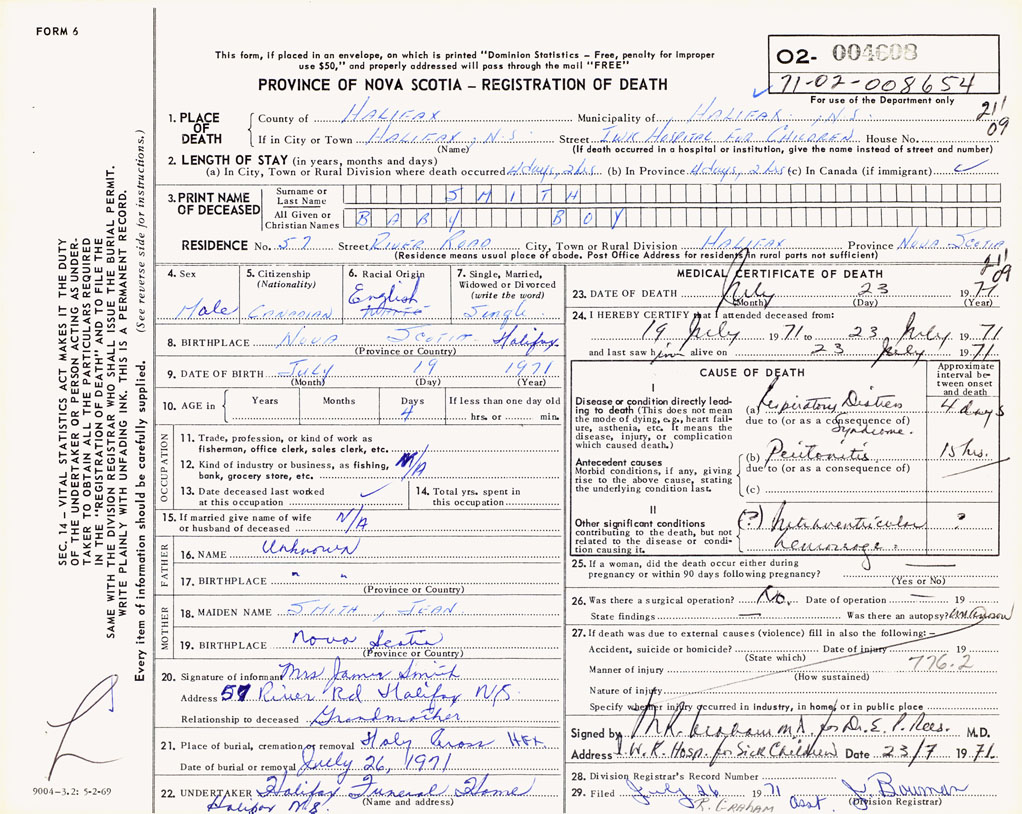 FORM 6
This form, if placed in an envelope, on which is printed "Dominion Statistics – Free, penalty for improper
use $50," and properly addressed will pass through the mail "FREE"
PROVINCE OF NOVA SCOTIA – REGISTRATION OF DEATH
O2- 004608
71-02-008654
For use of the Department only
21'
09
SEC. 14 – VITAL STATISTICS ACT MAKES IT THE DUTY
OF THE UNDERTAKER OR PERSON ACTING AS UNDER-
TAKER TO OBTAIN ALL THE PARTICULARS REQUIRED
IN THE "REGISTRATION OF DEATH" AND TO FILE THE
SAME WITH THE DIVISION REGISTRAR WHO SHALL ISSUE THE BURIAL PERMIT.
WRITE PLAINLY WITH UNFADING INK. THIS IS A PERMANENT RECORD.
Every item of information should be carefully supplied. (See reverse side for instructions.)
1. PLACE OF DEATH
County of HALIFAX Municipality of HALIFAX, N.S.
If in City or Town HALIFAX, N.S. Street IWK HOSPITAL FOR CHILDREN House No.
(Name) (If death occurred in a hospital or institution, give the name instead of street and number)
2. LENGTH OF STAY (in years, months and days)
(a) In City, Town or Rural Division where death occurred 4 days, 2 hrs (b) In Province 4 days, 2 hrs (c) In Canada (if immigrant)
3. PRINT NAME OF DECEASED
Surname or Last Name SMITH
All Given or Christian Names BABY BOY
RESIDENCE No. 57 Street RIVER ROAD City, Town or Rural Division HALIFAX Province NOVA SCOTIA
(Residence means usual place of abode. Post Office Address for residents in rural parts not sufficient)
21'
09
4. Sex Male
5. Citizenship (Nationality) CANADIAN
6. Racial Origin English
7. Single, Married, Widowed or Divorced (write the word) Single
8. BIRTHPLACE NOVA SCOTIA Halifax
(Province or Country)
9. DATE OF BIRTH JULY 19 1971
(Month) (Day) (Year)
10. AGE in Years Months Days 4 If less than one day old
hrs. or min.
OCCUPATION
11. Trade, profession, or kind of work as
fisherman, office clerk, sales clerk, etc.
12. Kind of industry or business, as fishing, N/A
bank, grocery store, etc.
13. Date deceased last worked
at this occupation
14. Total yrs. spent in
this occupation
15. If married give name of wife
or husband of deceased N/A
FATHER
16. NAME Unknown
17. BIRTHPLACE " "
(Province or Country)
MOTHER
18. MAIDEN NAME SMITH, JEAN
19. BIRTHPLACE Nova Scotia
(Province or Country)
20. Signature of informant Mrs James Smith
Address 57 River Rd Halifax N/S
Relationship to deceased Grandmother
21. Place of burial, cremation or removal Holy Cross HFX
Date of burial or removal July 26, 1971
22. UNDERTAKER Halifax Funeral Home
Halifax N.S. (Name and address)
9004–3.2: 5-2-69
MEDICAL CERTIFICATE OF DEATH
23. DATE OF DEATH July 23 1971
(Month) (Day) (Year)
24. I HEREBY CERTIFY that I attended deceased from:
19 July 1971 to 23 July 1971
and last saw him alive on 23 July 1971
CAUSE OF DEATH
Approximate interval between onset and death
I
Disease or condition directly lead-
ing to death (This does not mean
the mode of dying, e.g., heart fail-
ure, asthenia, etc. It means the
disease, injury, or complication
which caused death.)
(a) Respiratory Distress 4 days
due to (or as a consequence of)
Syndrome.
Antecedent causes
Morbid conditions, if any, giving
rise to the above cause, stating
the underlying condition last.
(b) Peritonitis 15 hrs.
due to (or as a consequence of)
(c)
II
Other significant conditions
contributing to the death, but not
related to the disease or condi-
tion causing it.
(?) Intraventricular ?
hemorrage.
25. If a woman, did the death occur either during
pregnancy or within 90 days following pregnancy?
(Yes or No)
26. Was there a surgical operation? No. Date of operation — 19
State findings — Was there an autopsy?
27. If death was due to external causes (violence) fill in also the following: –
Accident, suicide or homicide? Date of injury 19
(State which) 776.2
Manner of injury
(How sustained)
Nature of injury
Specify whether injury occurred in industry, in home, or in public place
Signed by M.R. Graham M.D. for Dr. E. P. Rees. M.D.
Address I.W.K. Hosp. for Sick Children Date 23/7 1971.
28. Division Registrar's Record Number
29. Filed July 26 1971 J. Bowman
R. GRAHAM Asst. (Division Registrar)